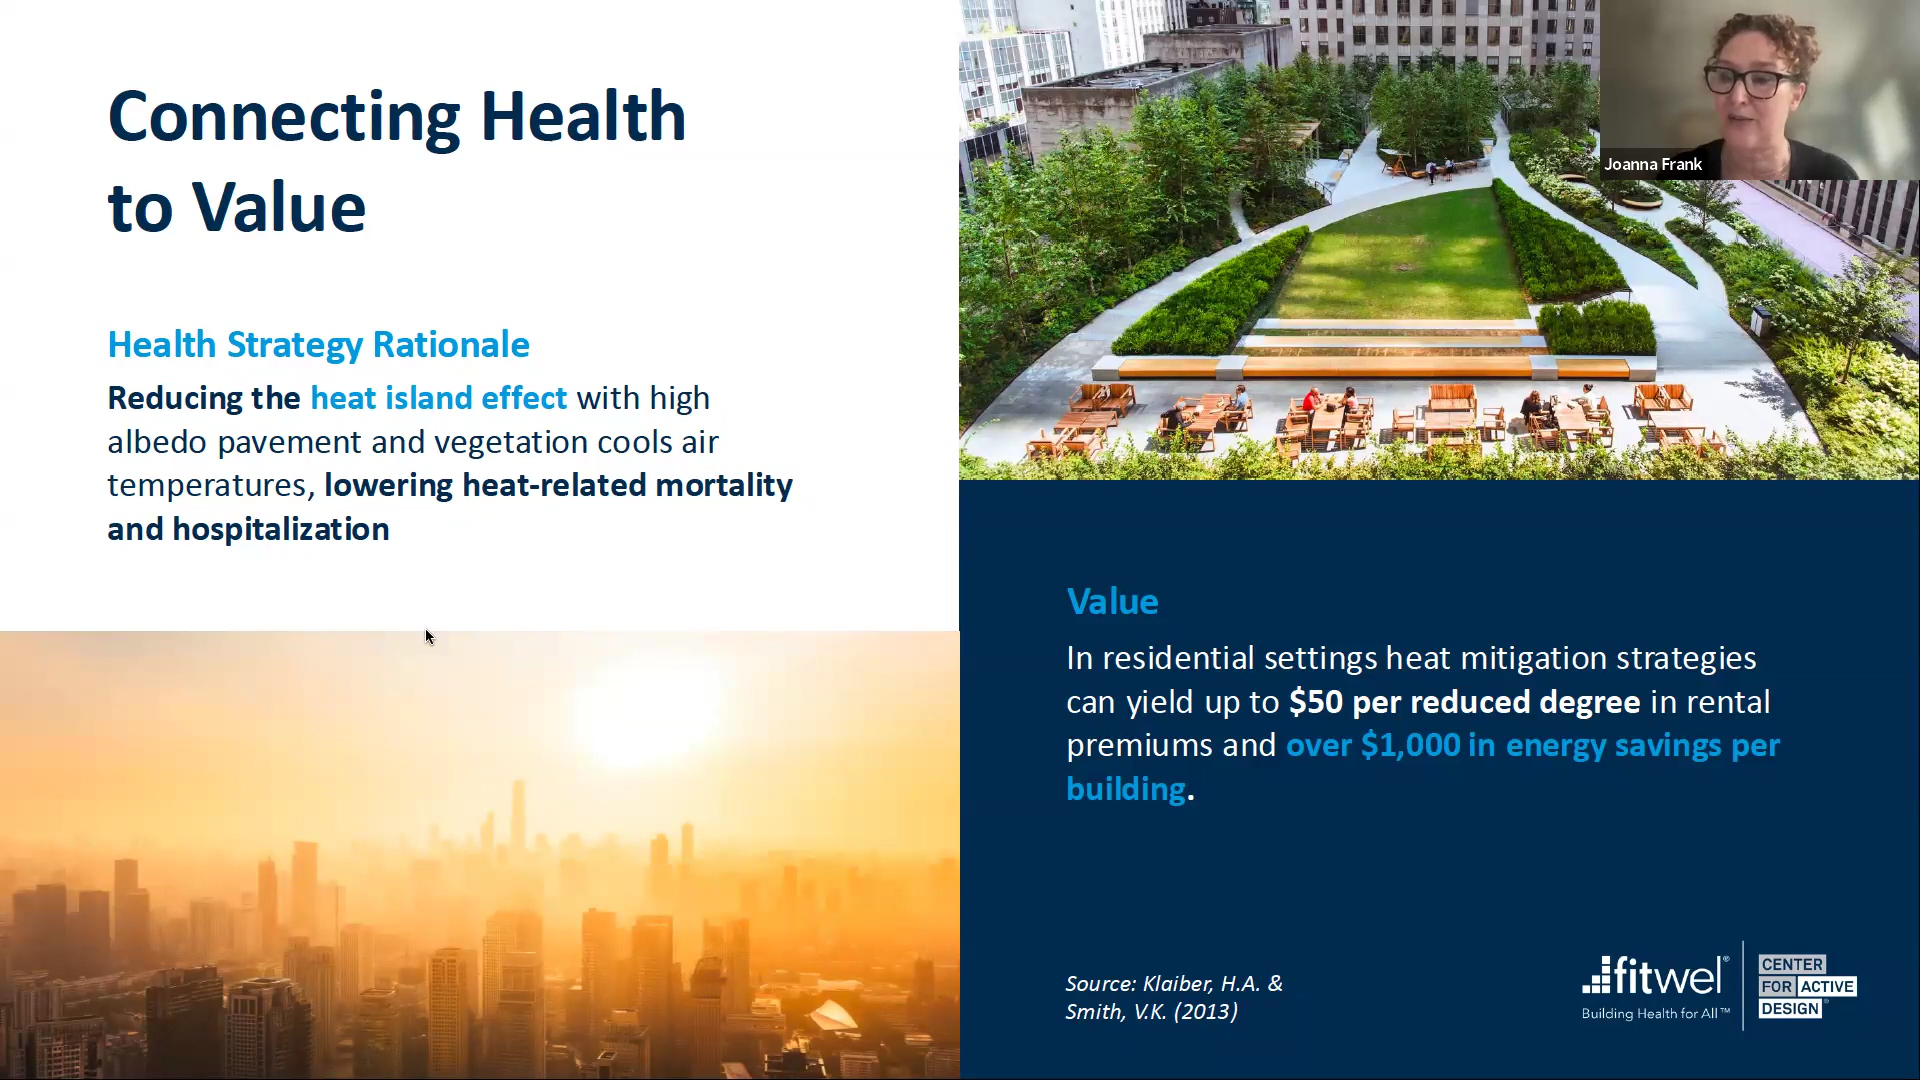 Connecting Health
to Value
Health Strategy Rationale
Reducing the heat island effect with high
albedo pavement and vegetation cools air
temperatures, lowering heat-related mortality
and hospitalization
Joanna Frank
Value
In residential settings heat mitigation strategies
can yield up to $50 per reduced degree in rental
premiums and over $1,000 in energy savings per
building.
Source: Klaiber, H.A. &
Smith, V.K. (2013)
fitwel®
Building Health for All™
CENTER
FOR ACTIVE
DESIGN®